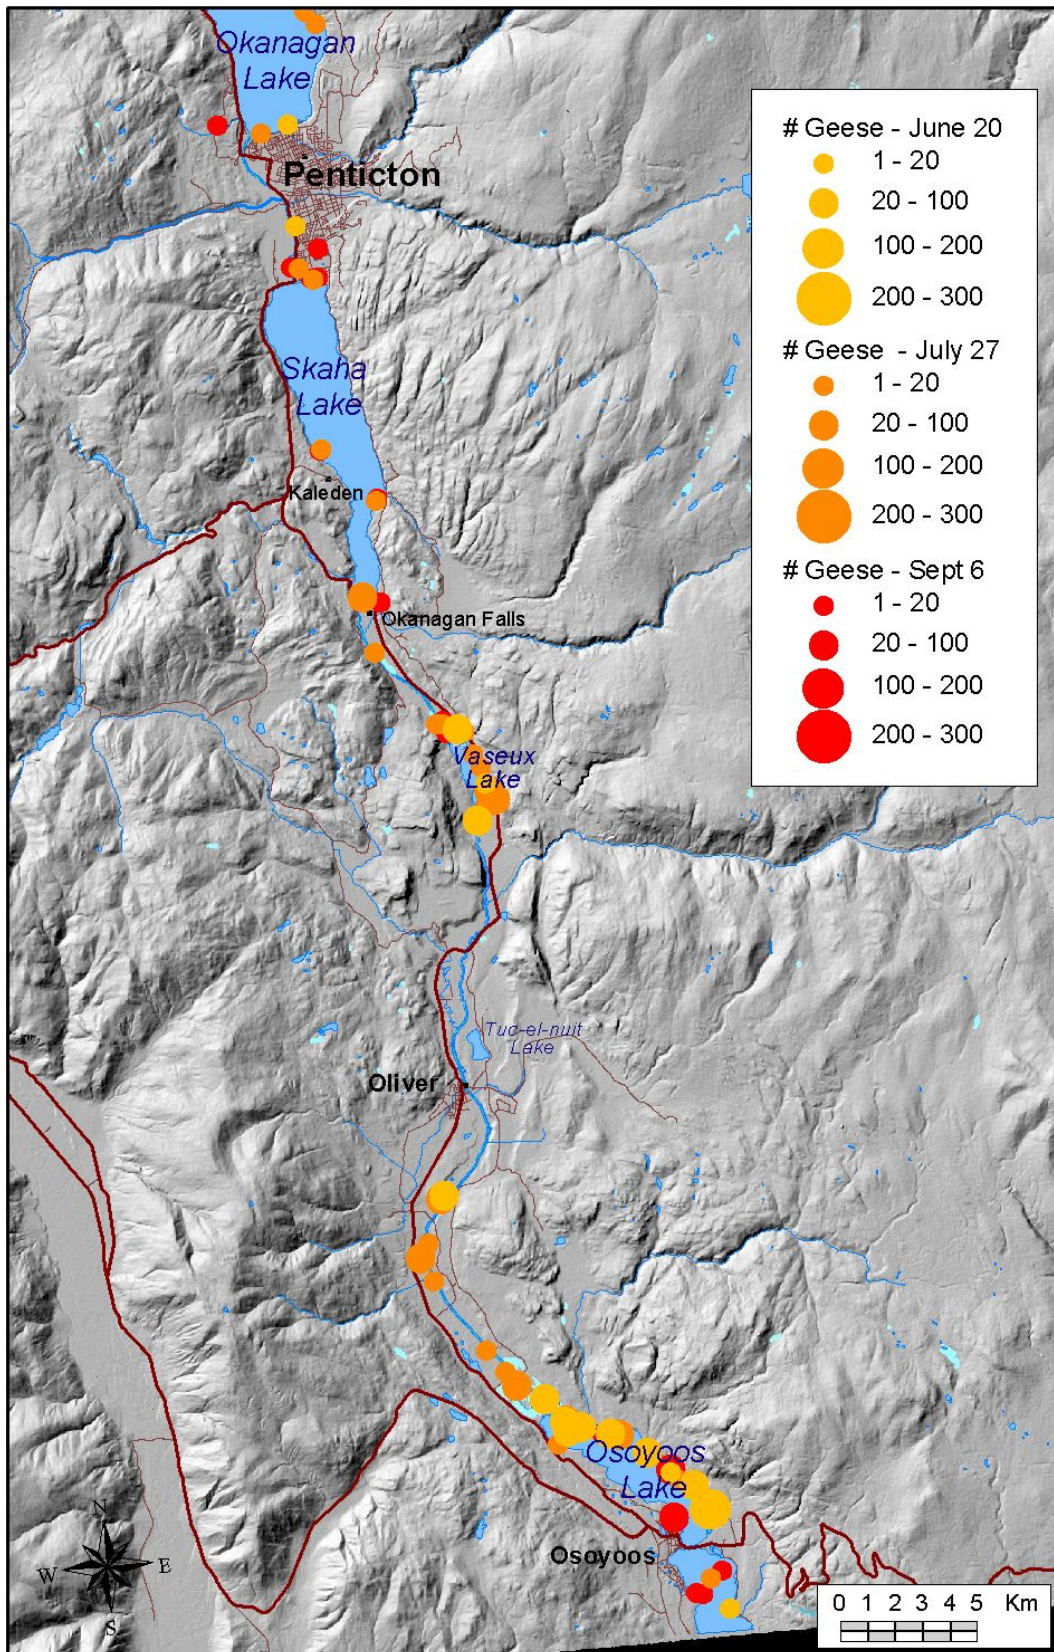 Okanagan
Lake
Penticton
Skaha
Lake
Kaleden
Okanagan Falls
Vaseux
Lake
Tuc-el-nuit
Lake
Oliver
Osoyoos
Lake
Osoyoos
# Geese - June 20
1 - 20
20 - 100
100 - 200
200 - 300
# Geese - July 27
1 - 20
20 - 100
100 - 200
200 - 300
# Geese - Sept 6
1 - 20
20 - 100
100 - 200
200 - 300
N
W E
S
0 1 2 3 4 5 Km